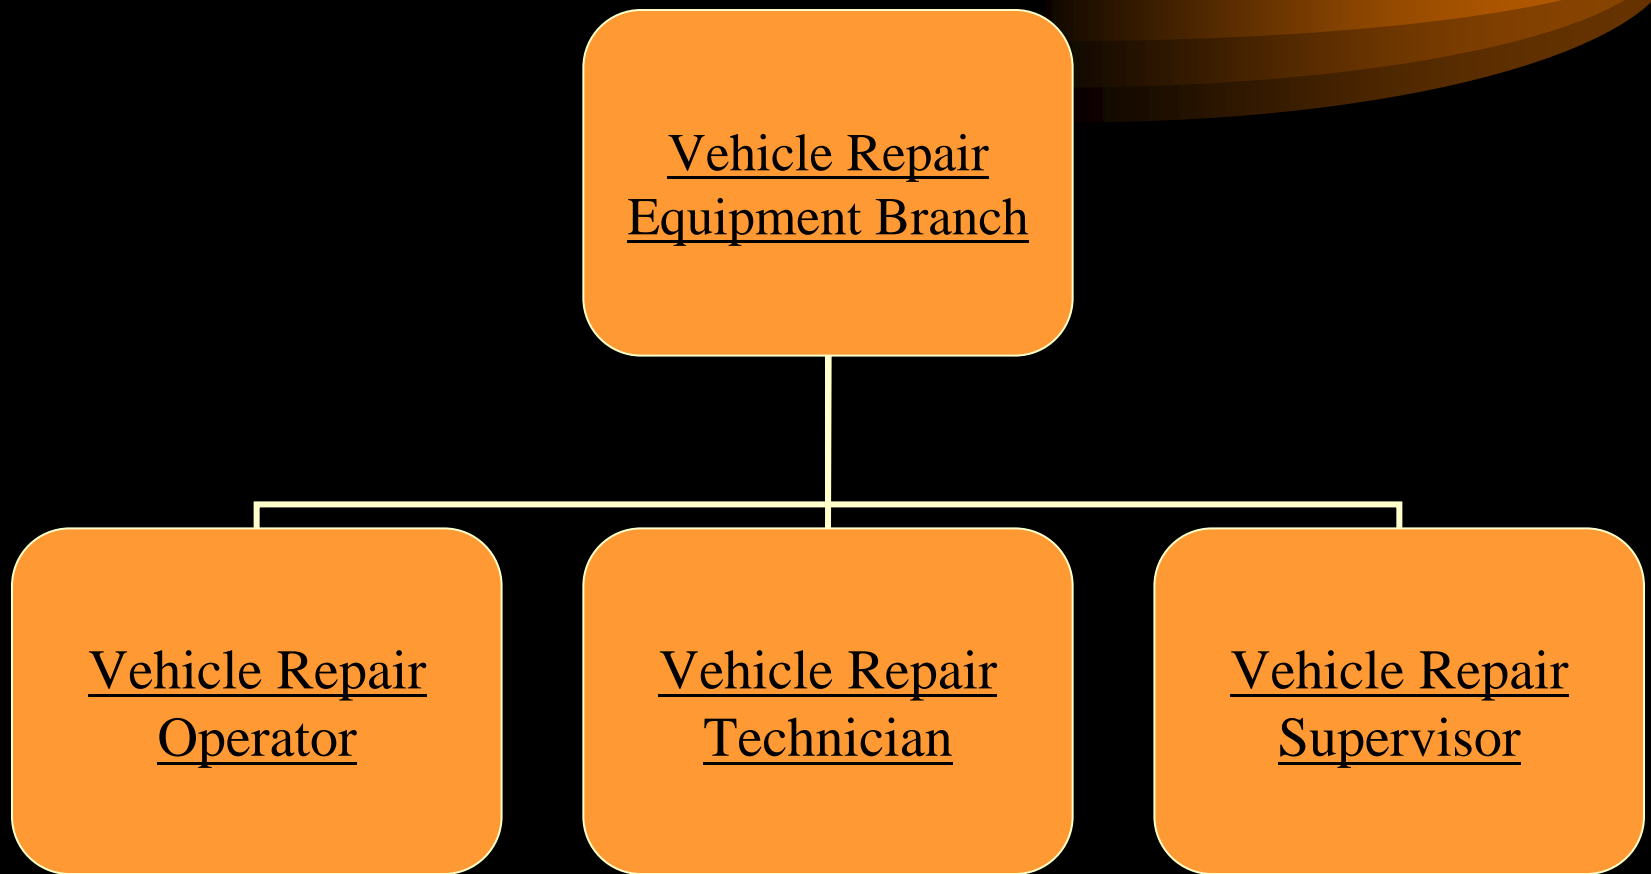 Vehicle Repair
Equipment Branch
Vehicle Repair
Operator
Vehicle Repair
Technician
Vehicle Repair
Supervisor